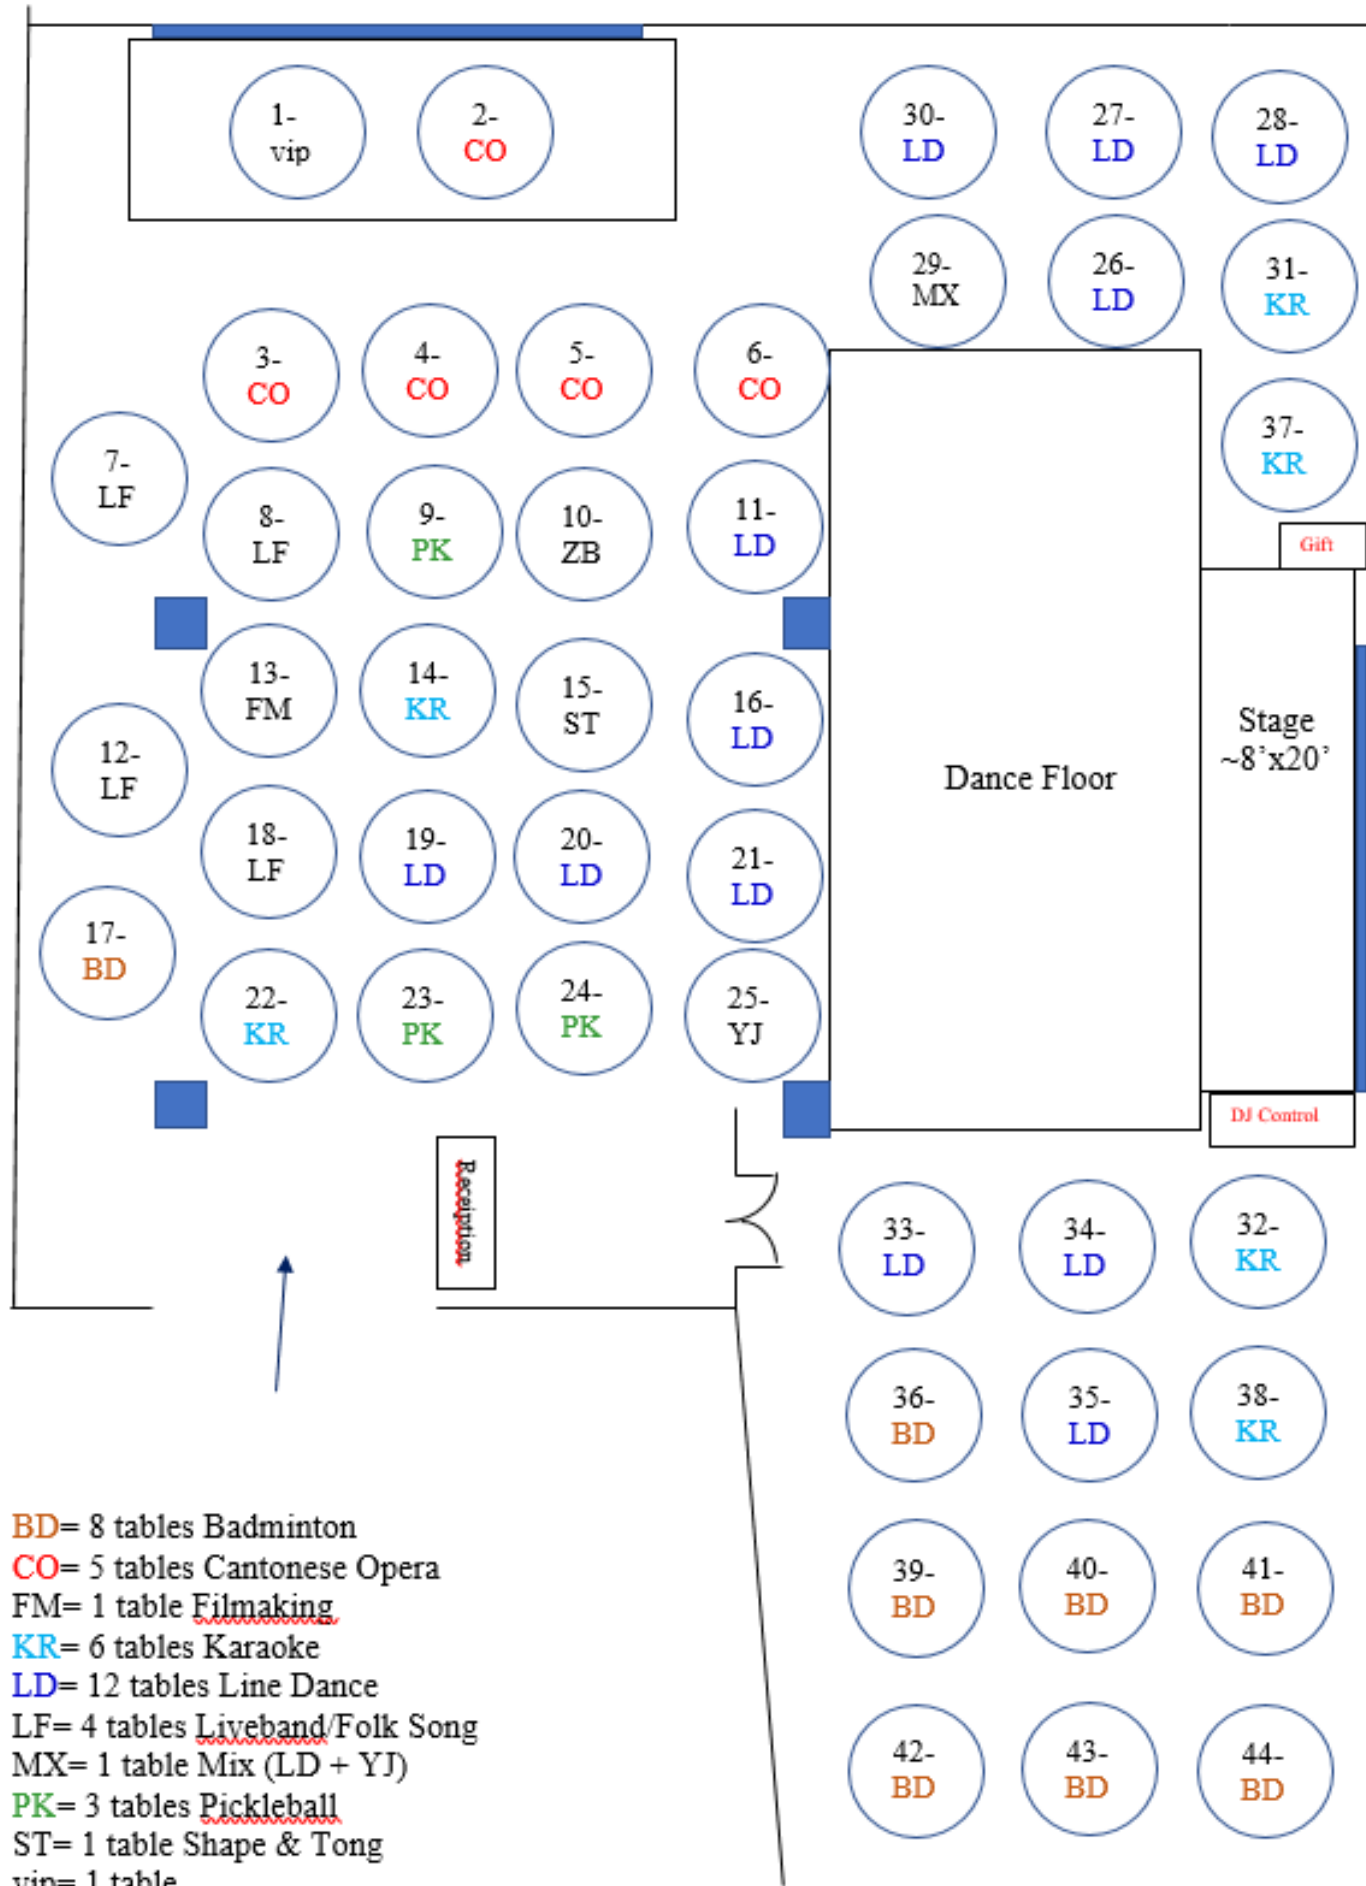 1-
vip
2-
CO
30-
LD
27-
LD
28-
LD
29-
MX
26-
LD
31-
KR
3-
CO
4-
CO
5-
CO
6-
CO
37-
KR
7-
LF
8-
LF
9-
PK
10-
ZB
11-
LD
Gift
13-
FM
14-
KR
15-
ST
16-
LD
12-
LF
Stage
~8’x20’
Dance Floor
18-
LF
19-
LD
20-
LD
21-
LD
17-
BD
22-
KR
23-
PK
24-
PK
25-
YJ
DJ Control
Receiption
33-
LD
34-
LD
32-
KR
36-
BD
35-
LD
38-
KR
39-
BD
40-
BD
41-
BD
42-
BD
43-
BD
44-
BD
BD= 8 tables Badminton
CO= 5 tables Cantonese Opera
FM= 1 table Filmaking
KR= 6 tables Karaoke
LD= 12 tables Line Dance
LF= 4 tables Liveband/Folk Song
MX= 1 table Mix (LD + YJ)
PK= 3 tables Pickleball
ST= 1 table Shape & Tong
vip= 1 table